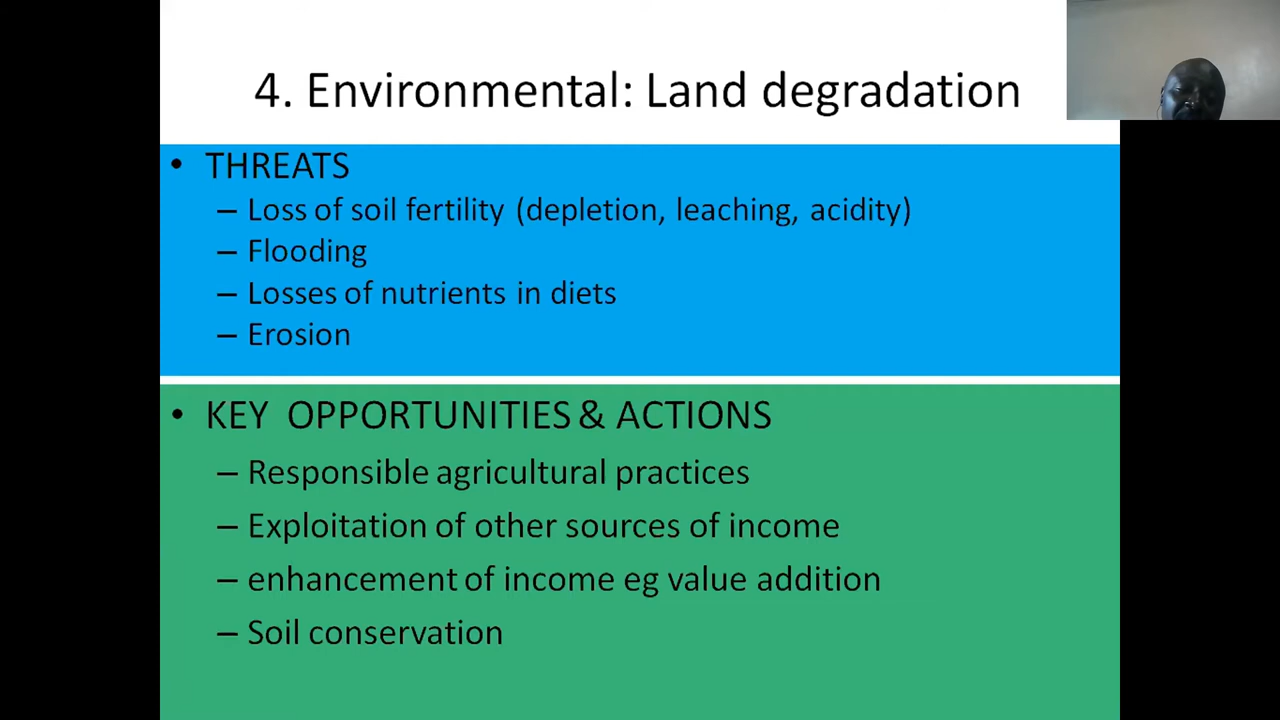 4. Environmental: Land degradation
• THREATS
– Loss of soil fertility (depletion, leaching, acidity)
– Flooding
– Losses of nutrients in diets
– Erosion
• KEY OPPORTUNITIES & ACTIONS
– Responsible agricultural practices
– Exploitation of other sources of income
– enhancement of income eg value addition
– Soil conservation